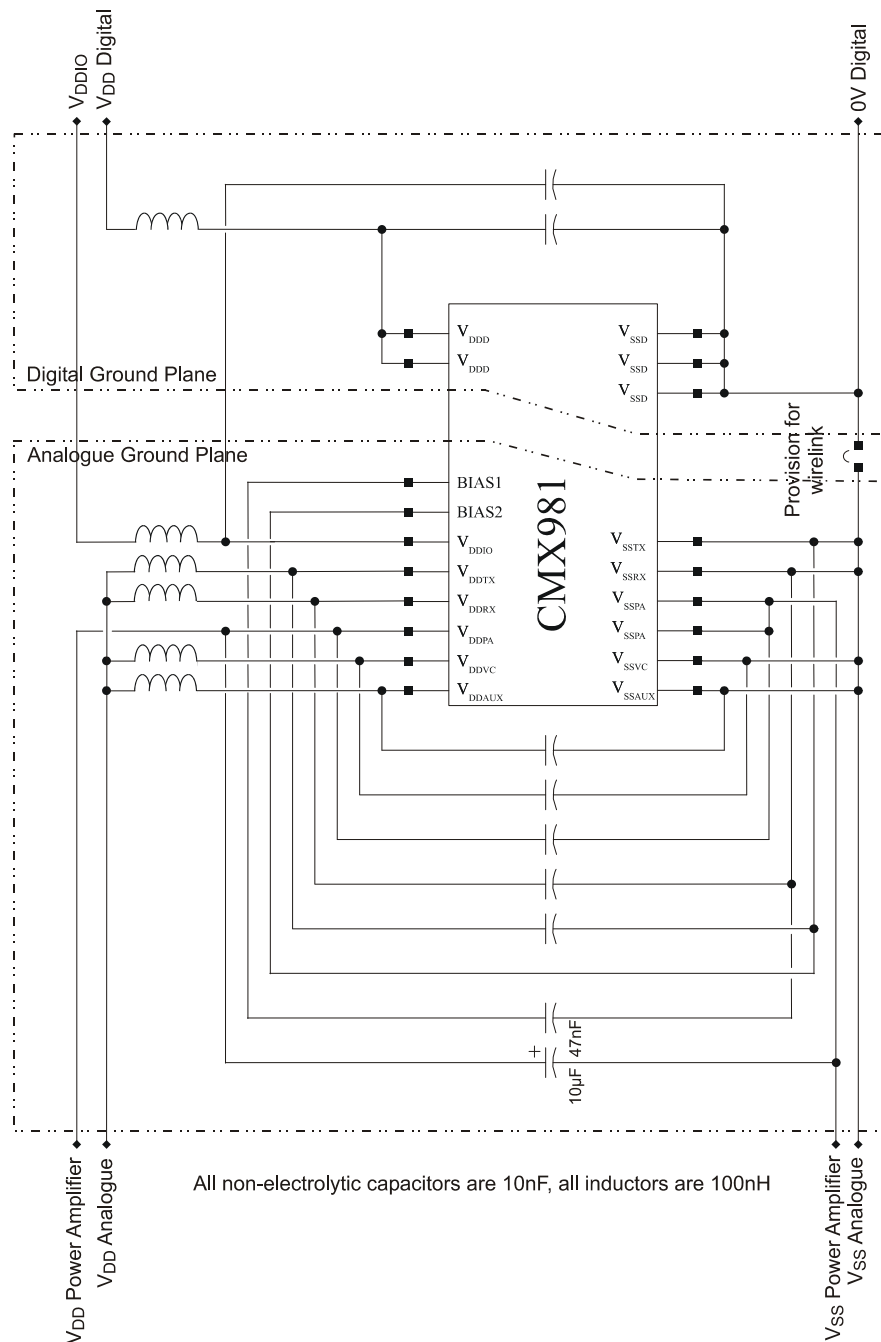 VDDIO
VDD Digital
0V Digital
VDDD
VSSD
VDDD
VSSD
Digital Ground Plane
VSSD
Analogue Ground Plane
Provision for
wirelink
CMX981
BIAS1
BIAS2
VDDIO
VSSTX
VDDTX
VSSRX
VDDRX
VSSPA
VDDPA
VSSPA
VDDVC
VSSVC
VDDAUX
VSSAUX
47nF
+
10µF
VDD Power Amplifier
VDD Analogue
All non-electrolytic capacitors are 10nF, all inductors are 100nH
VSS Power Amplifier
VSS Analogue